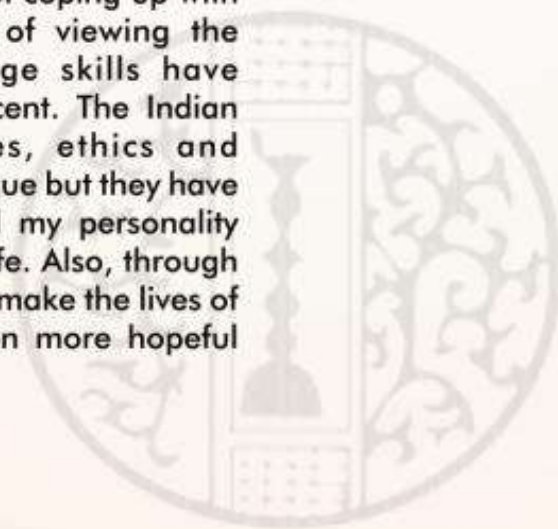 coping up with
of viewing the
ge skills have
cent. The Indian
es, ethics and
ue but they have
my personality
fe. Also, through
make the lives of
n more hopeful